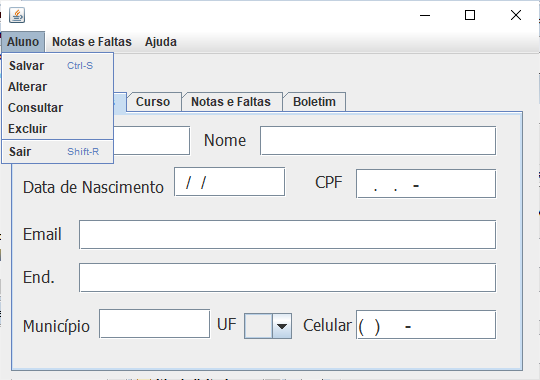 Aluno Notas e Faltas Ajuda
Salvar Ctrl-S
Alterar
Consultar
Excluir
Sair Shift-R
Curso Notas e Faltas Boletim
Nome
Data de Nascimento / / CPF . . -
Email
End.
Município UF Celular ( ) -